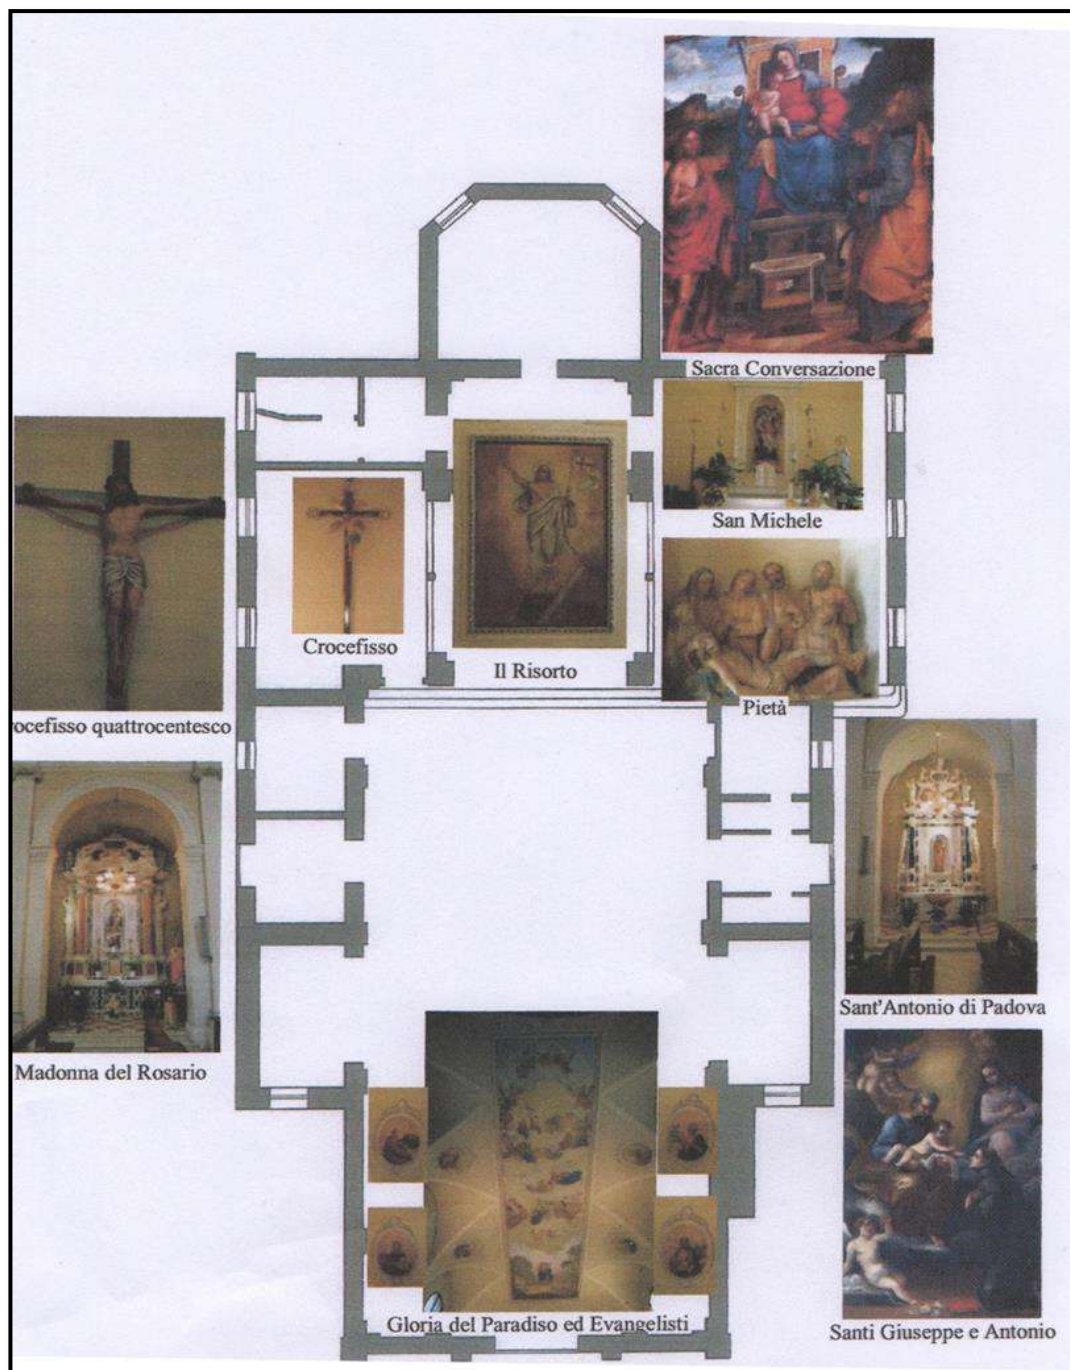 Sacra Conversazione
San Michele
Crocefisso
Il Risorto
Pietà
rocefisso quattrocentesco
Sant'Antonio di Padova
Madonna del Rosario
Gloria del Paradiso ed Evangelisti
Santi Giuseppe e Antonio